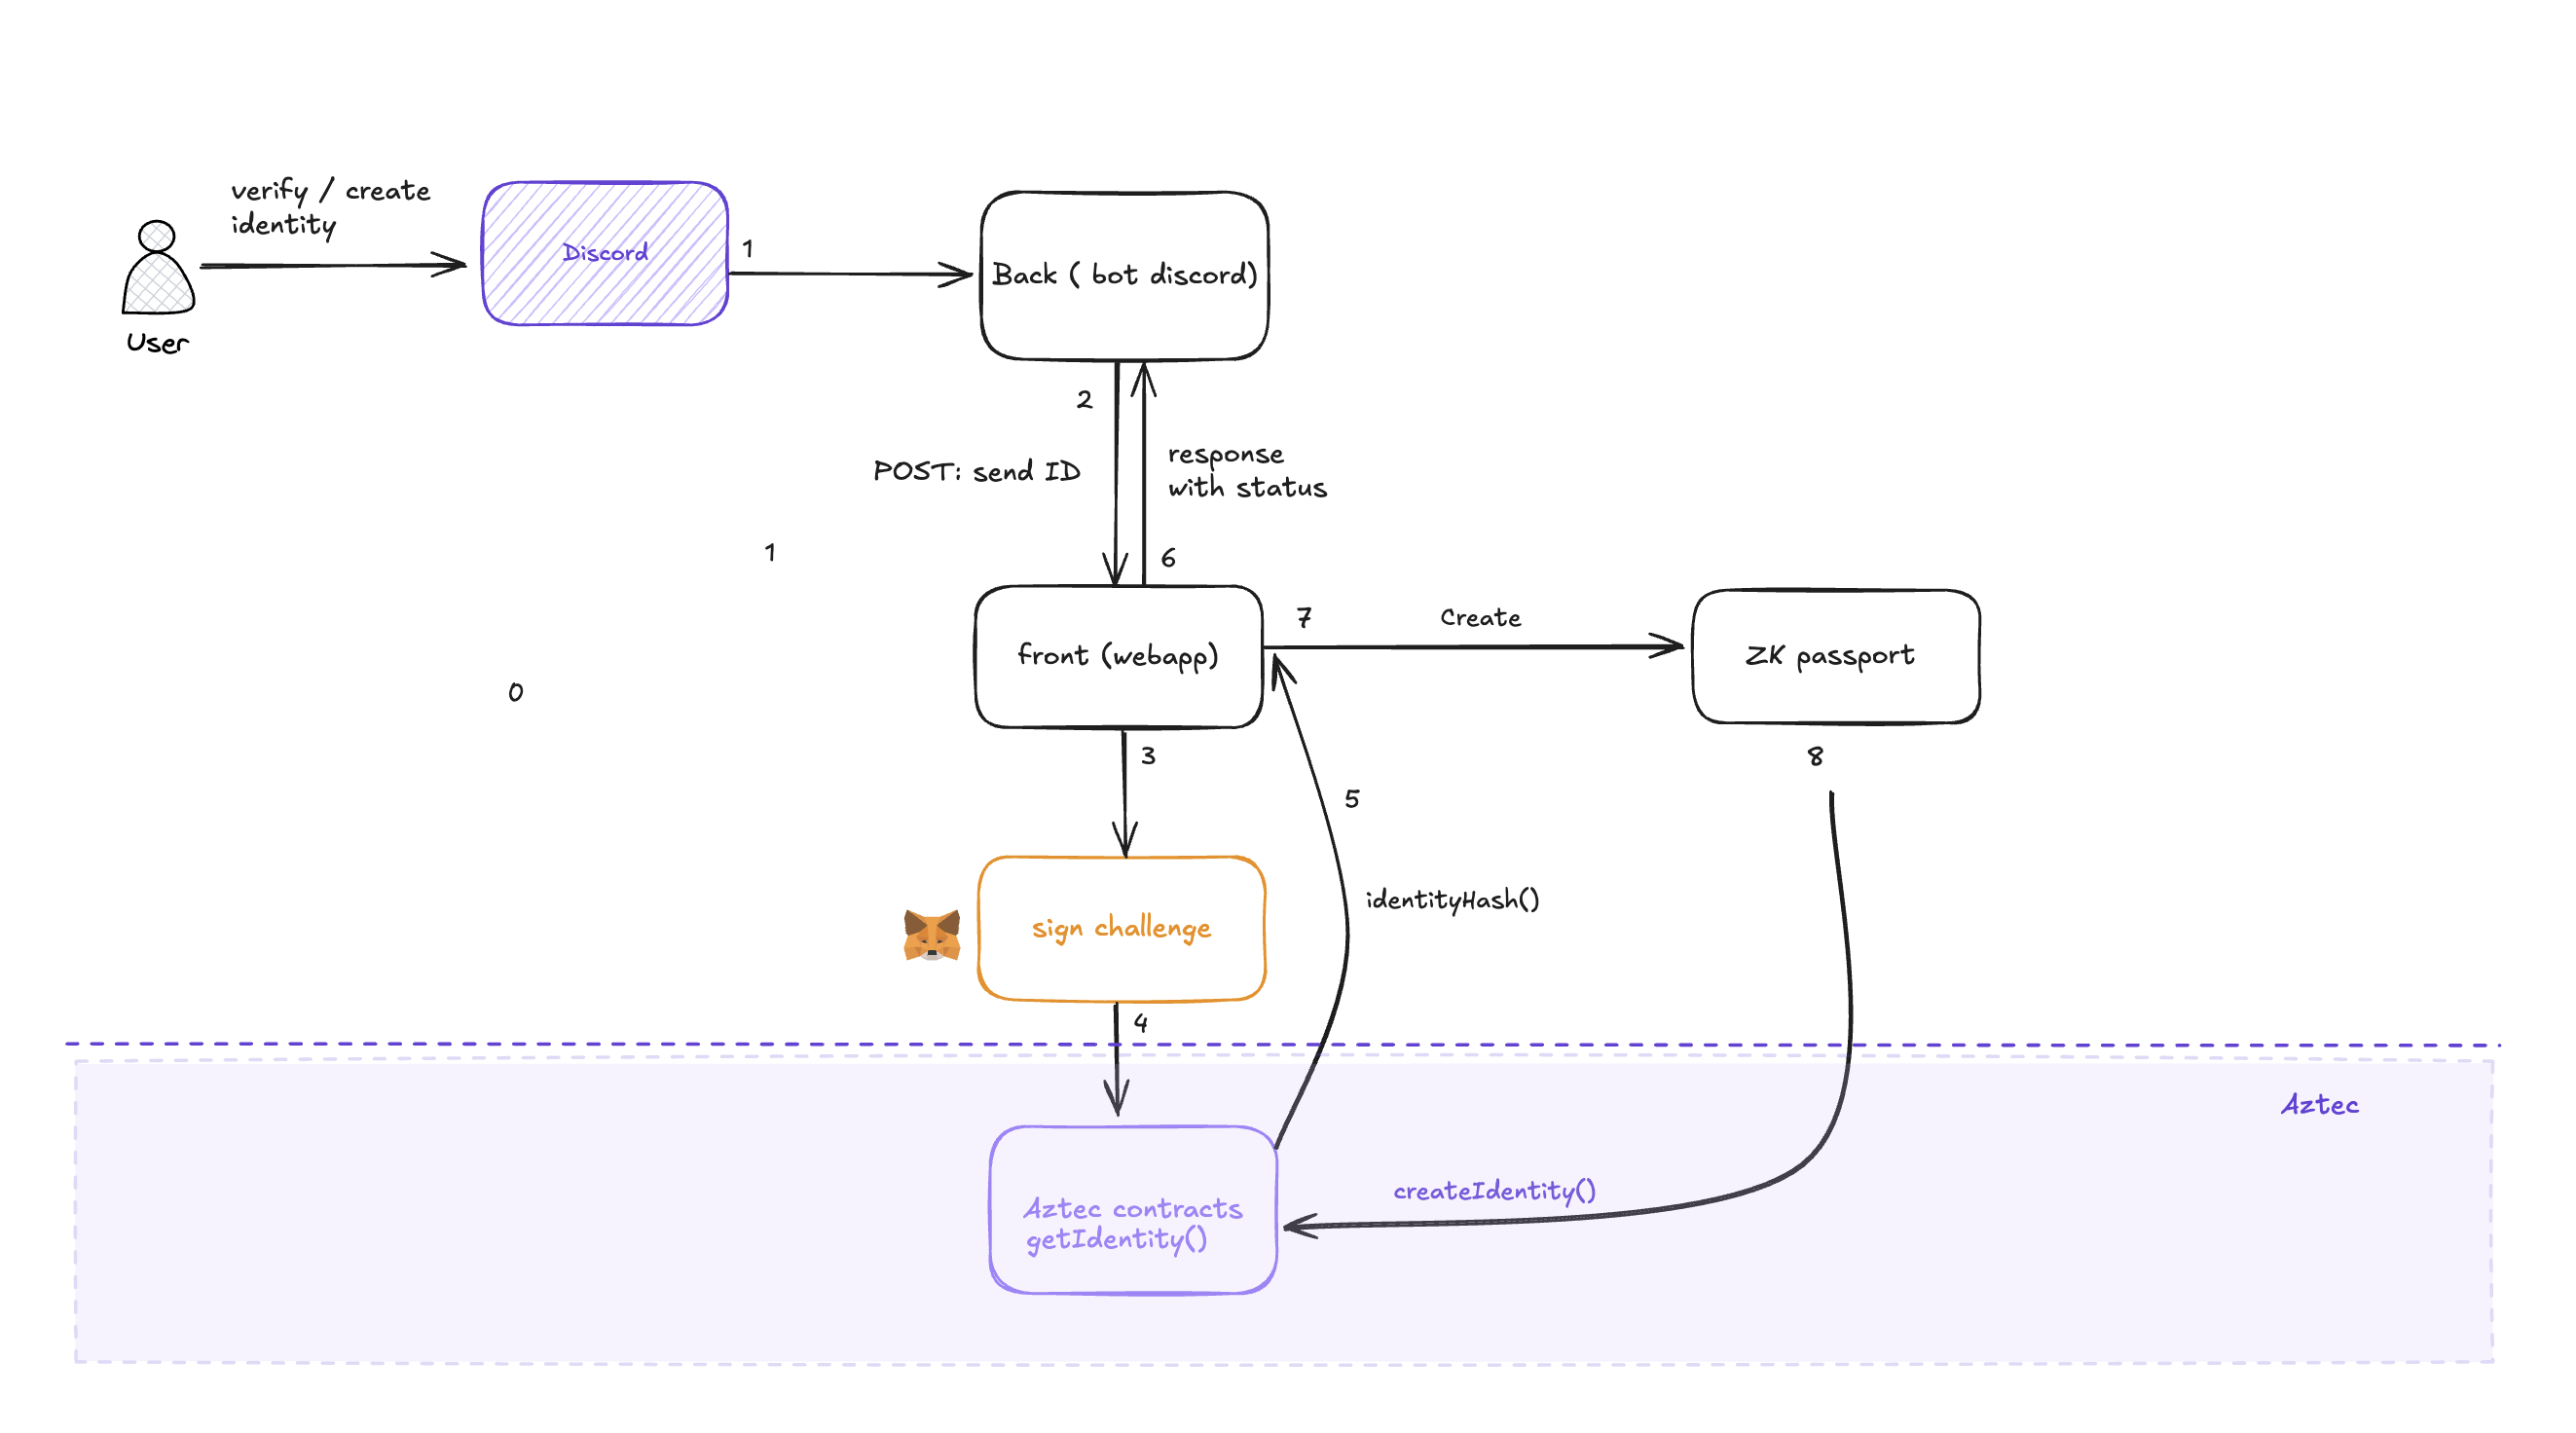 verify / create
identity
User
Discord
1
Back ( bot discord)
2
POST: send ID
response
with status
1
6
0
front (webapp)
7
Create
ZK passport
3
8
5
identityHash()
sign challenge
4
Aztec
createIdentity()
Aztec contracts
getIdentity()